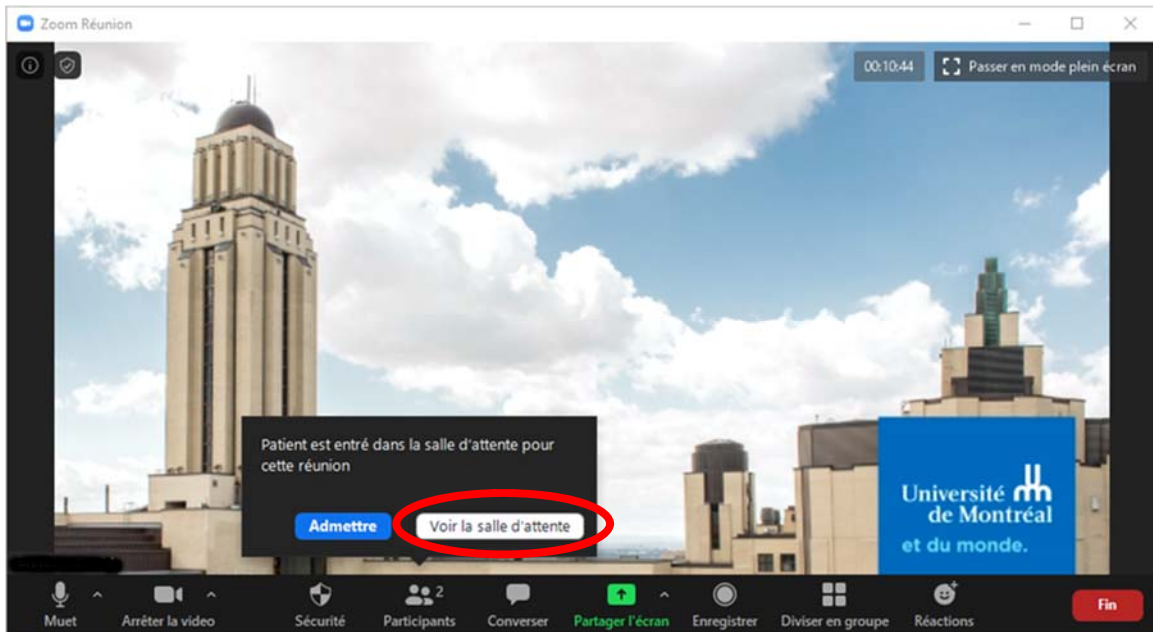 Zoom Réunion
00:10:44
Passer en mode plein écran
Patient est entré dans la salle d'attente pour
cette réunion
Admettre
Voir la salle d'attente
Université
de Montréal
et du monde.
2
Muet
Arrêter la video
Sécurité
Participants
Converser
Partager l'écran
Enregistrer
Diviser en groupe
Réactions
Fin